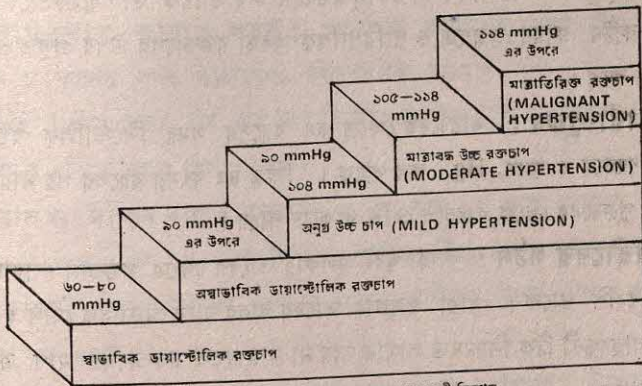 ১১৪ mmHg
এর উপরে
মাত্রাতিরিক্ত রক্তচাপ
(MALIGNANT
HYPERTENSION)
১০৫—১১৪
mmHg
মাত্রাবদ্ধ উচ্চ রক্তচাপ
(MODERATE HYPERTENSION)
৯০ mmHg
১০৪ mmHg
অনুগ্র উচ্চ চাপ (MILD HYPERTENSION)
৯০ mmHg
এর উপরে
অস্বাভাবিক ডায়াস্টোলিক রক্তচাপ
৬০—৮০
mmHg
স্বাভাবিক ডায়াস্টোলিক রক্তচাপ